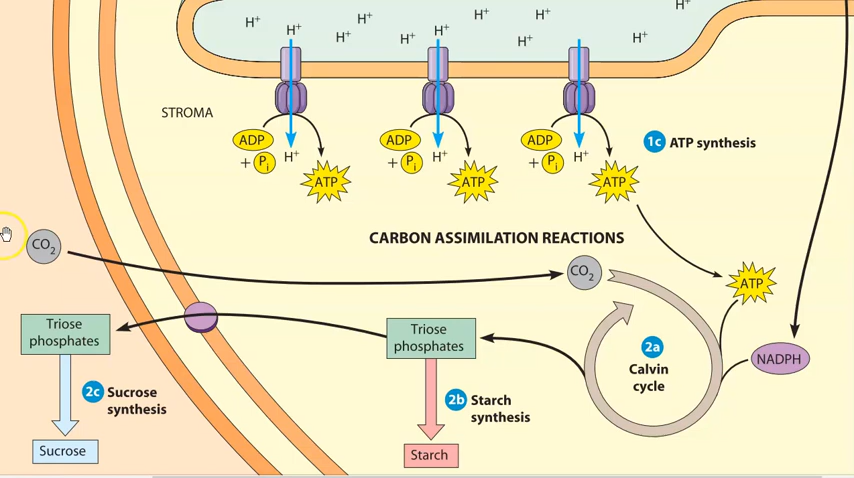 H+
H+
H+
H+
H+
H+
H+
H+
H+
H+
H+
STROMA
ADP
+ Pi
H+
ATP
ADP
+ Pi
H+
ATP
ADP
+ Pi
H+
ATP
1c ATP synthesis
CARBON ASSIMILATION REACTIONS
CO2
CO2
ATP
Triose
phosphates
Triose
phosphates
2a
Calvin
cycle
NADPH
2c Sucrose
synthesis
2b Starch
synthesis
Sucrose
Starch